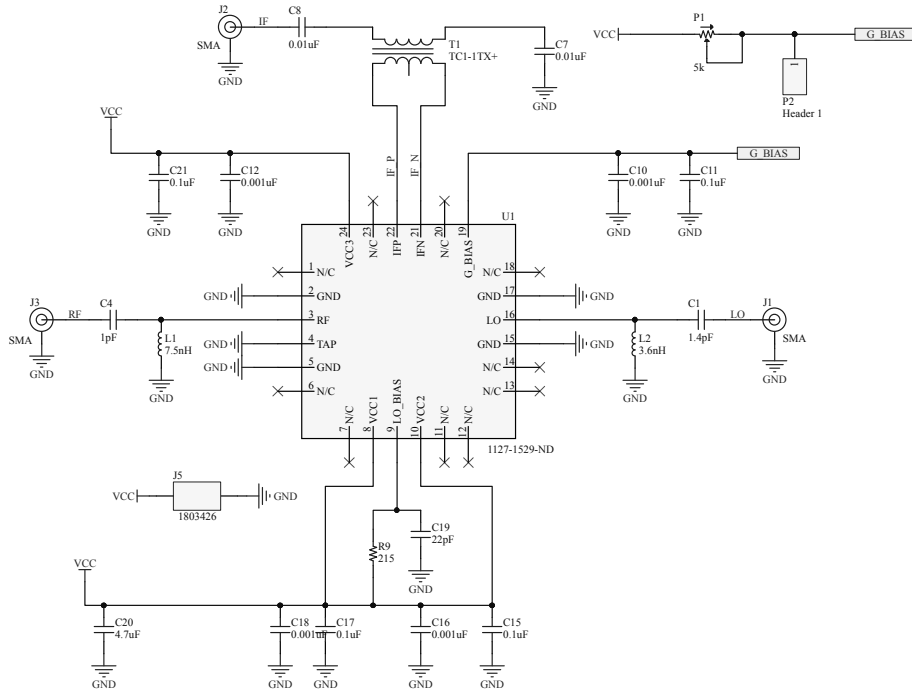 J2
IF
C8
0.01uF
SMA
GND
T1
TC1-1TX+
C7
0.01uF
GND
VCC
P1
5k
1
P2
Header 1
G_BIAS
VCC
C21
0.1uF
GND
C12
0.001uF
GND
IF_P
IF_N
C10
0.001uF
GND
C11
0.1uF
GND
G_BIAS
U1
24
VCC3
23
N/C
22
IFP
21
IFN
20
N/C
19
G_BIAS
1
N/C
2
GND
GND
3
RF
4
TAP
GND
5
GND
GND
6
N/C
18
N/C
17
GND
GND
16
LO
15
GND
GND
14
N/C
13
N/C
7
N/C
8
VCC1
9
LO_BIAS
10
VCC2
11
N/C
12
N/C
1127-1529-ND
J3
RF
SMA
GND
C4
1pF
L1
7.5nH
GND
L2
3.6nH
GND
C1
1.4pF
LO
J1
SMA
GND
VCC
J5
1803426
GND
R9
215
C19
22pF
GND
VCC
C20
4.7uF
GND
C18
0.001uF
GND
C17
0.1uF
GND
C16
0.001uF
GND
C15
0.1uF
GND